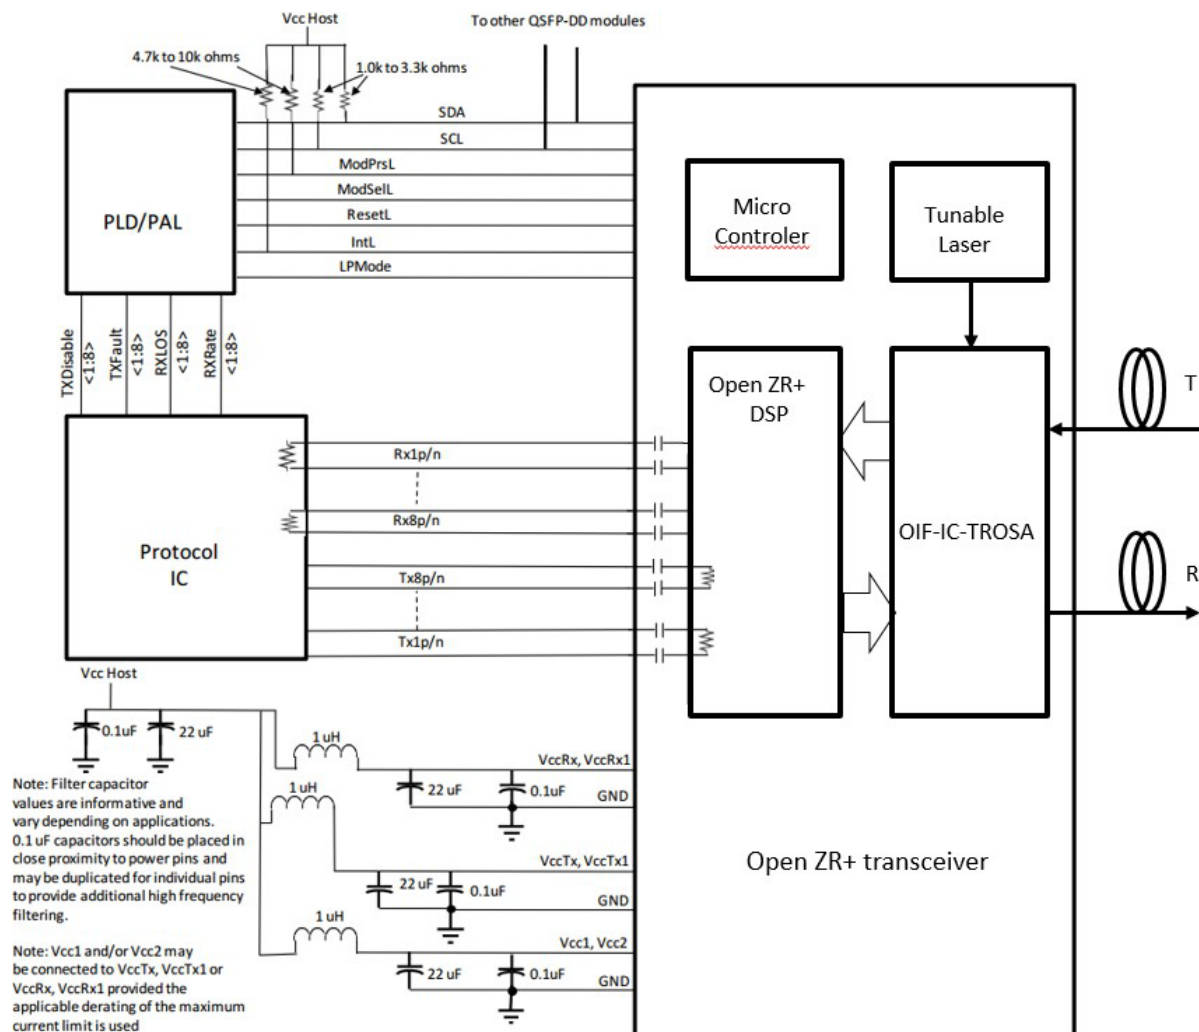 Vcc Host
To other QSFP-DD modules
4.7k to 10k ohms
1.0k to 3.3k ohms
SDA
SCL
ModPrsL
ModSelL
ResetL
IntL
LPMode
PLD/PAL
Micro
Controler
Tunable
Laser
TXDisable
<1:8>
TXFault
<1:8>
RXLOS
<1:8>
RXRate
<1:8>
Open ZR+
DSP
T
Rx1p/n
Rx8p/n
Tx8p/n
Tx1p/n
Protocol
IC
OIF-IC-TROSA
R
Vcc Host
0.1uF
22 uF
1 uH
VccRx, VccRx1
22 uF
0.1uF
GND
1 uH
VccTx, VccTx1
22 uF
0.1uF
GND
1 uH
Vcc1, Vcc2
22 uF
0.1uF
GND
Open ZR+ transceiver
Note: Filter capacitor
values are informative and
vary depending on applications.
0.1 uF capacitors should be placed in
close proximity to power pins and
may be duplicated for individual pins
to provide additional high frequency
filtering.
Note: Vcc1 and/or Vcc2 may
be connected to VccTx, VccTx1 or
VccRx, VccRx1 provided the
applicable derating of the maximum
current limit is used